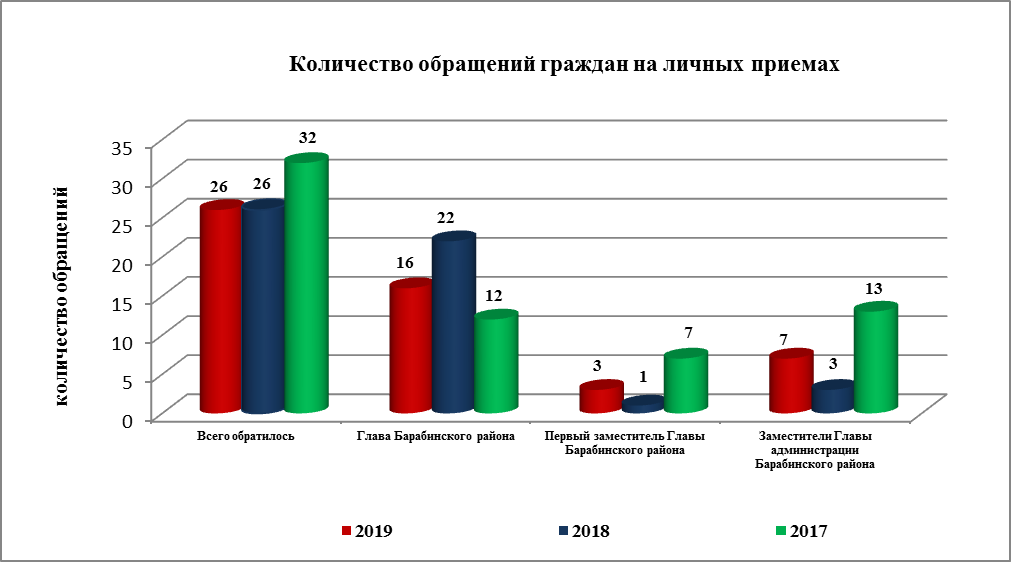 Количество обращений граждан на личных приемах
количество обращений
35
30
25
20
15
10
5
0
26
26
32
16
22
12
3
1
7
7
3
13
Всего обратилось
Глава Барабинского района
Первый заместитель Главы
Барабинского района
Заместители Главы
администрации
Барабинского района
2019
2018
2017